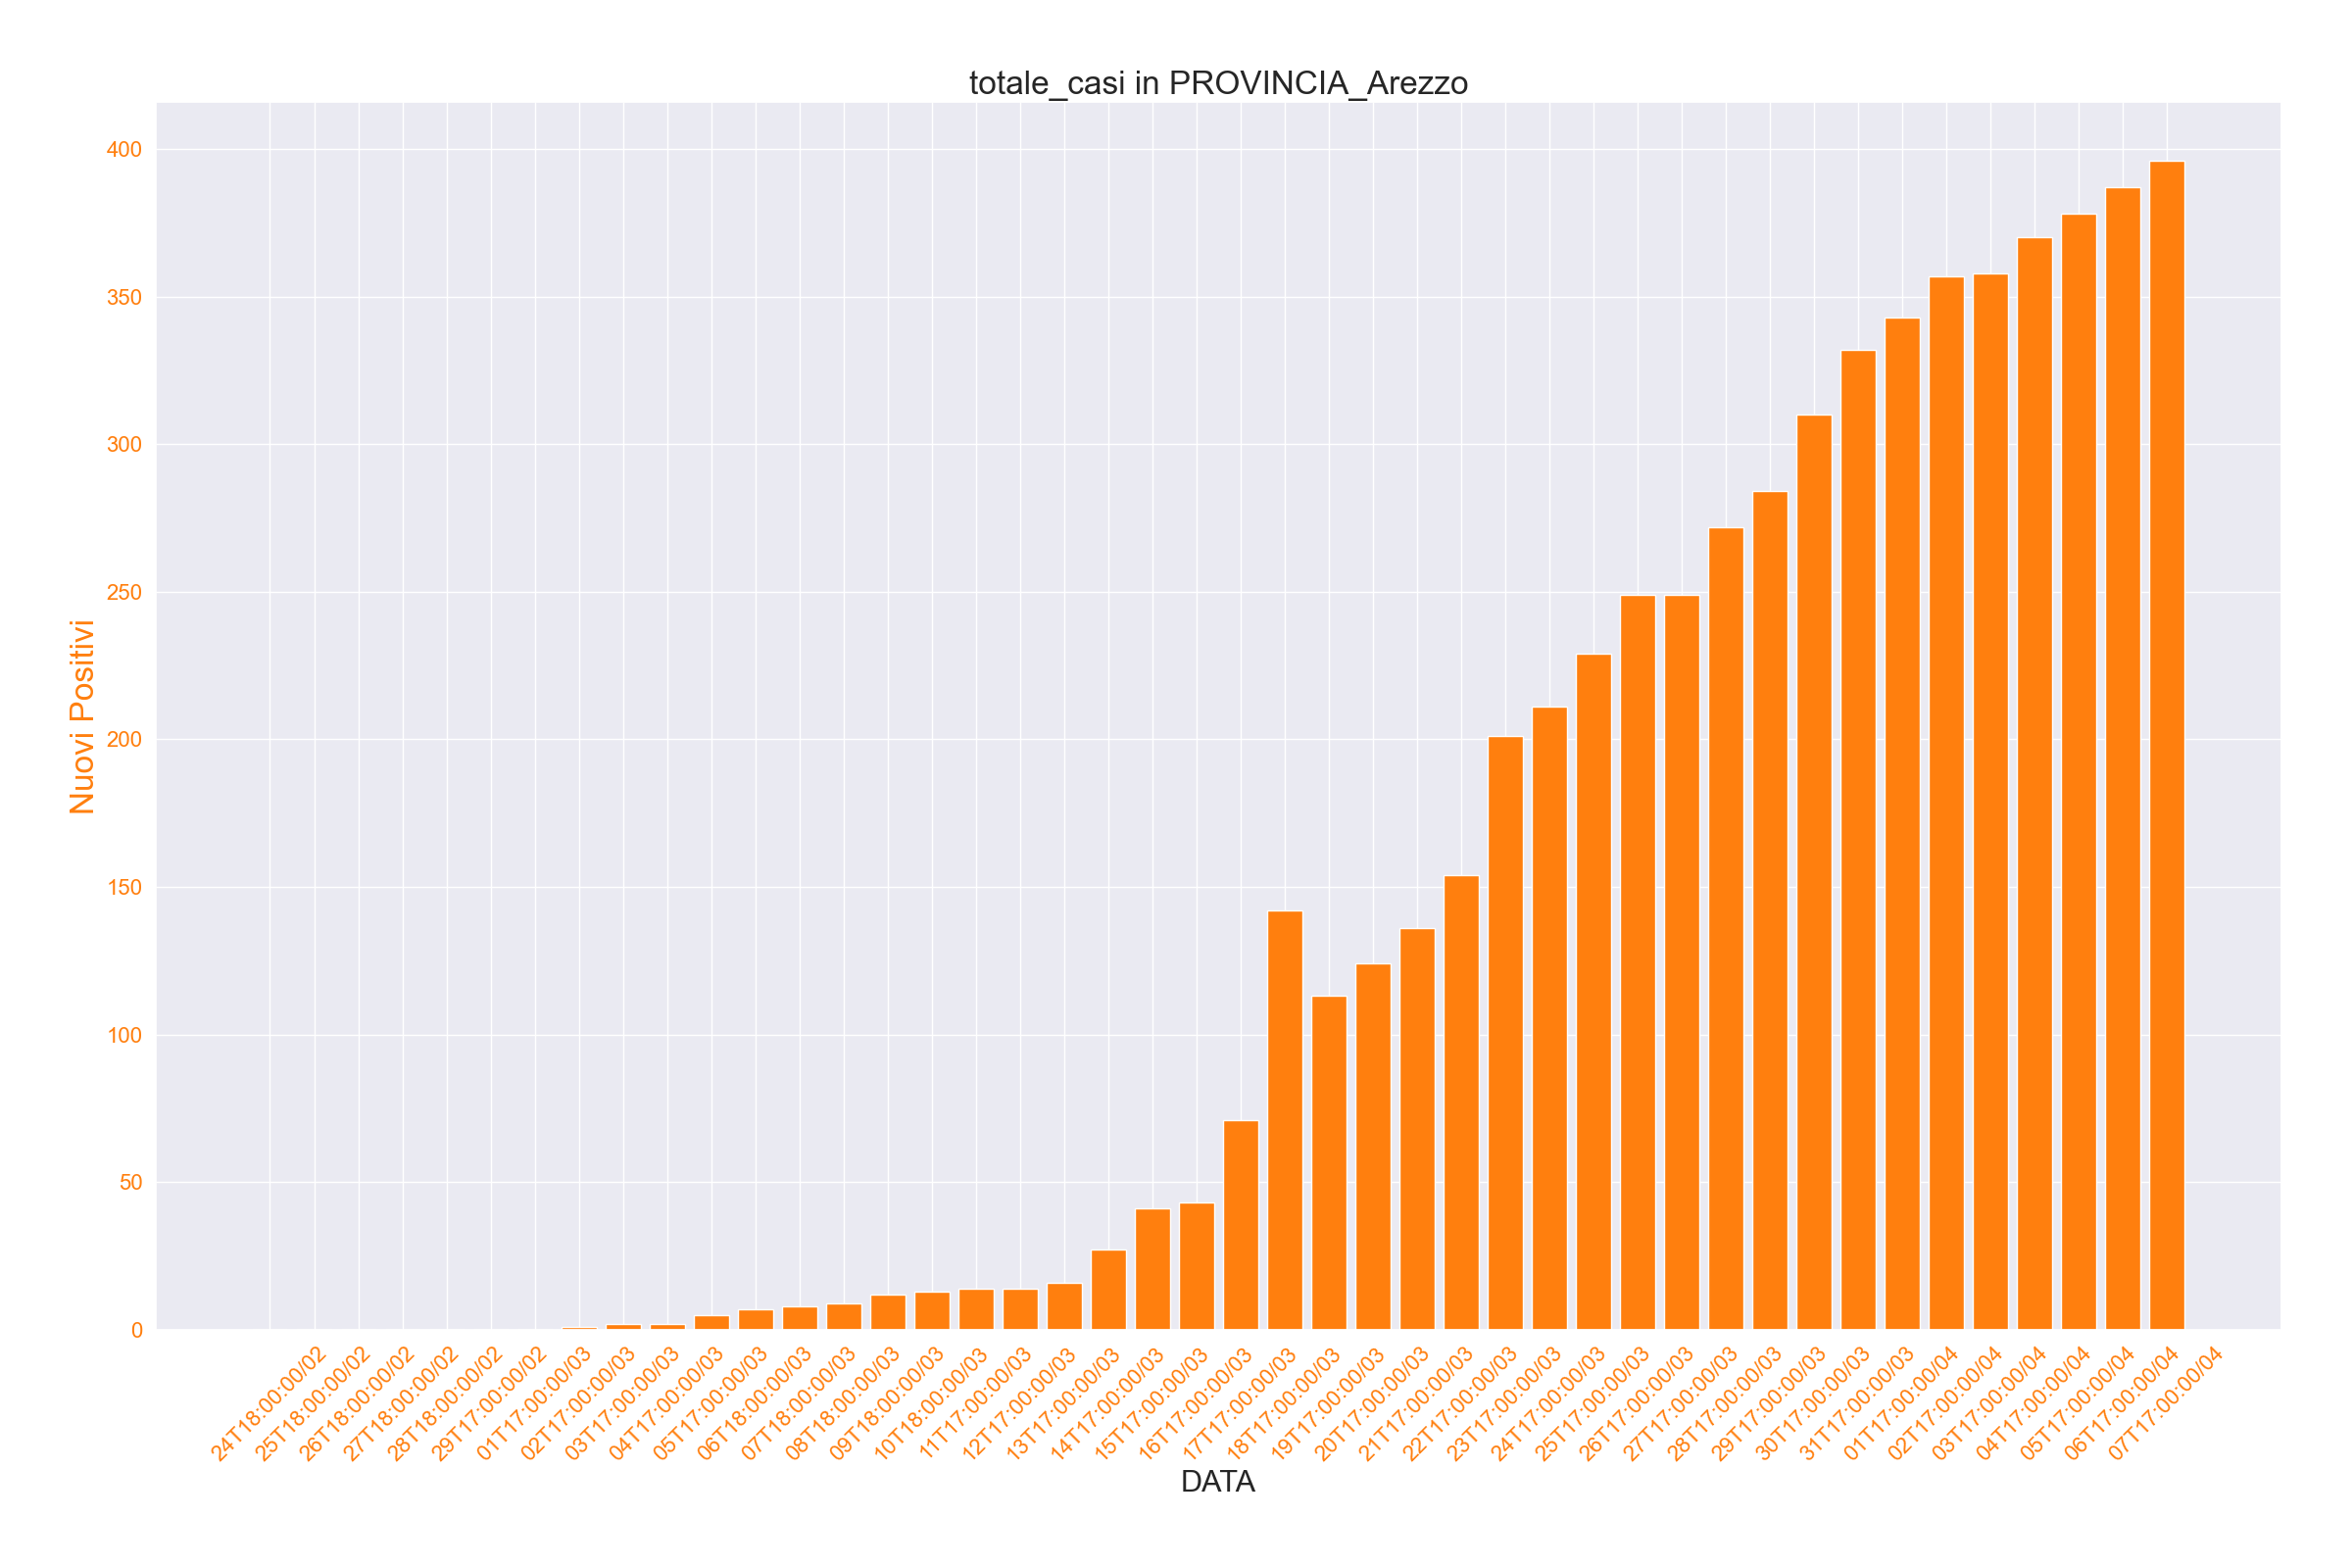 totale_casi in PROVINCIA_Arezzo
400
350
300
250
200
150
100
50
0
Nuovi Positivi
24T18:00:00/02
25T18:00:00/02
26T18:00:00/02
27T18:00:00/02
28T18:00:00/02
29T17:00:00/02
01T17:00:00/03
02T17:00:00/03
03T17:00:00/03
04T17:00:00/03
05T17:00:00/03
06T18:00:00/03
07T18:00:00/03
08T18:00:00/03
09T18:00:00/03
10T18:00:00/03
11T17:00:00/03
12T17:00:00/03
13T17:00:00/03
14T17:00:00/03
15T17:00:00/03
16T17:00:00/03
17T17:00:00/03
18T17:00:00/03
19T17:00:00/03
20T17:00:00/03
21T17:00:00/03
22T17:00:00/03
23T17:00:00/03
24T17:00:00/03
25T17:00:00/03
26T17:00:00/03
27T17:00:00/03
28T17:00:00/03
29T17:00:00/03
30T17:00:00/03
31T17:00:00/03
01T17:00:00/04
02T17:00:00/04
03T17:00:00/04
04T17:00:00/04
05T17:00:00/04
06T17:00:00/04
07T17:00:00/04
DATA